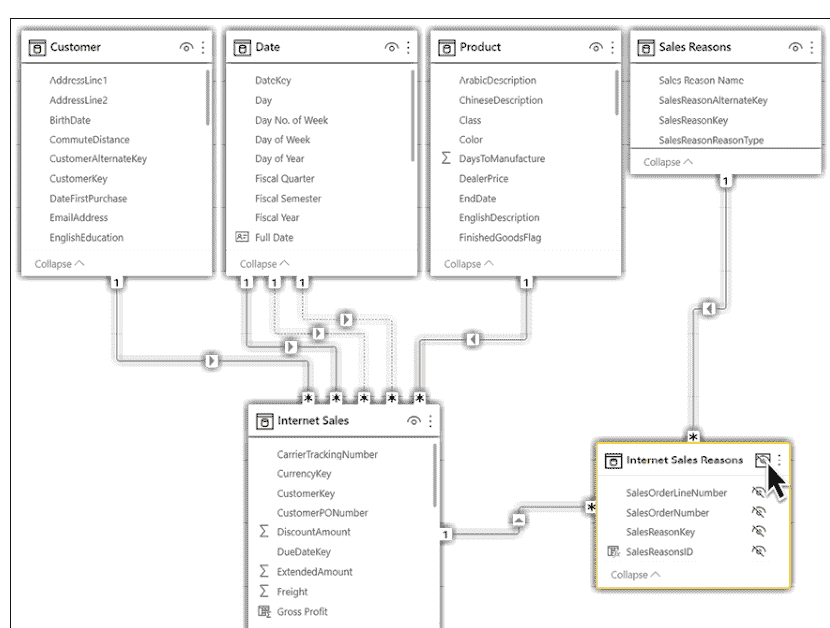 Customer
AddressLine1
AddressLine2
BirthDate
CommuteDistance
CustomerAlternateKey
CustomerKey
DateFirstPurchase
EmailAddress
EnglishEducation
Collapse
Date
DateKey
Day
Day No. of Week
Day of Week
Day of Year
Fiscal Quarter
Fiscal Semester
Fiscal Year
Full Date
Collapse
Product
ArabicDescription
ChineseDescription
Class
Color
DaysToManufacture
DealerPrice
EndDate
EnglishDescription
FinishedGoodsFlag
Collapse
Sales Reasons
Sales Reason Name
SalesReasonAlternateKey
SalesReasonKey
SalesReasonReasonType
Collapse
1
1 1 1
1
1
* * * * *
*
Internet Sales
CarrierTrackingNumber
CurrencyKey
CustomerKey
CustomerPONumber
DiscountAmount
DueDateKey
ExtendedAmount
Freight
Gross Profit
1
*
Internet Sales Reasons
SalesOrderLineNumber
SalesOrderNumber
SalesReasonKey
SalesReasonsID
Collapse